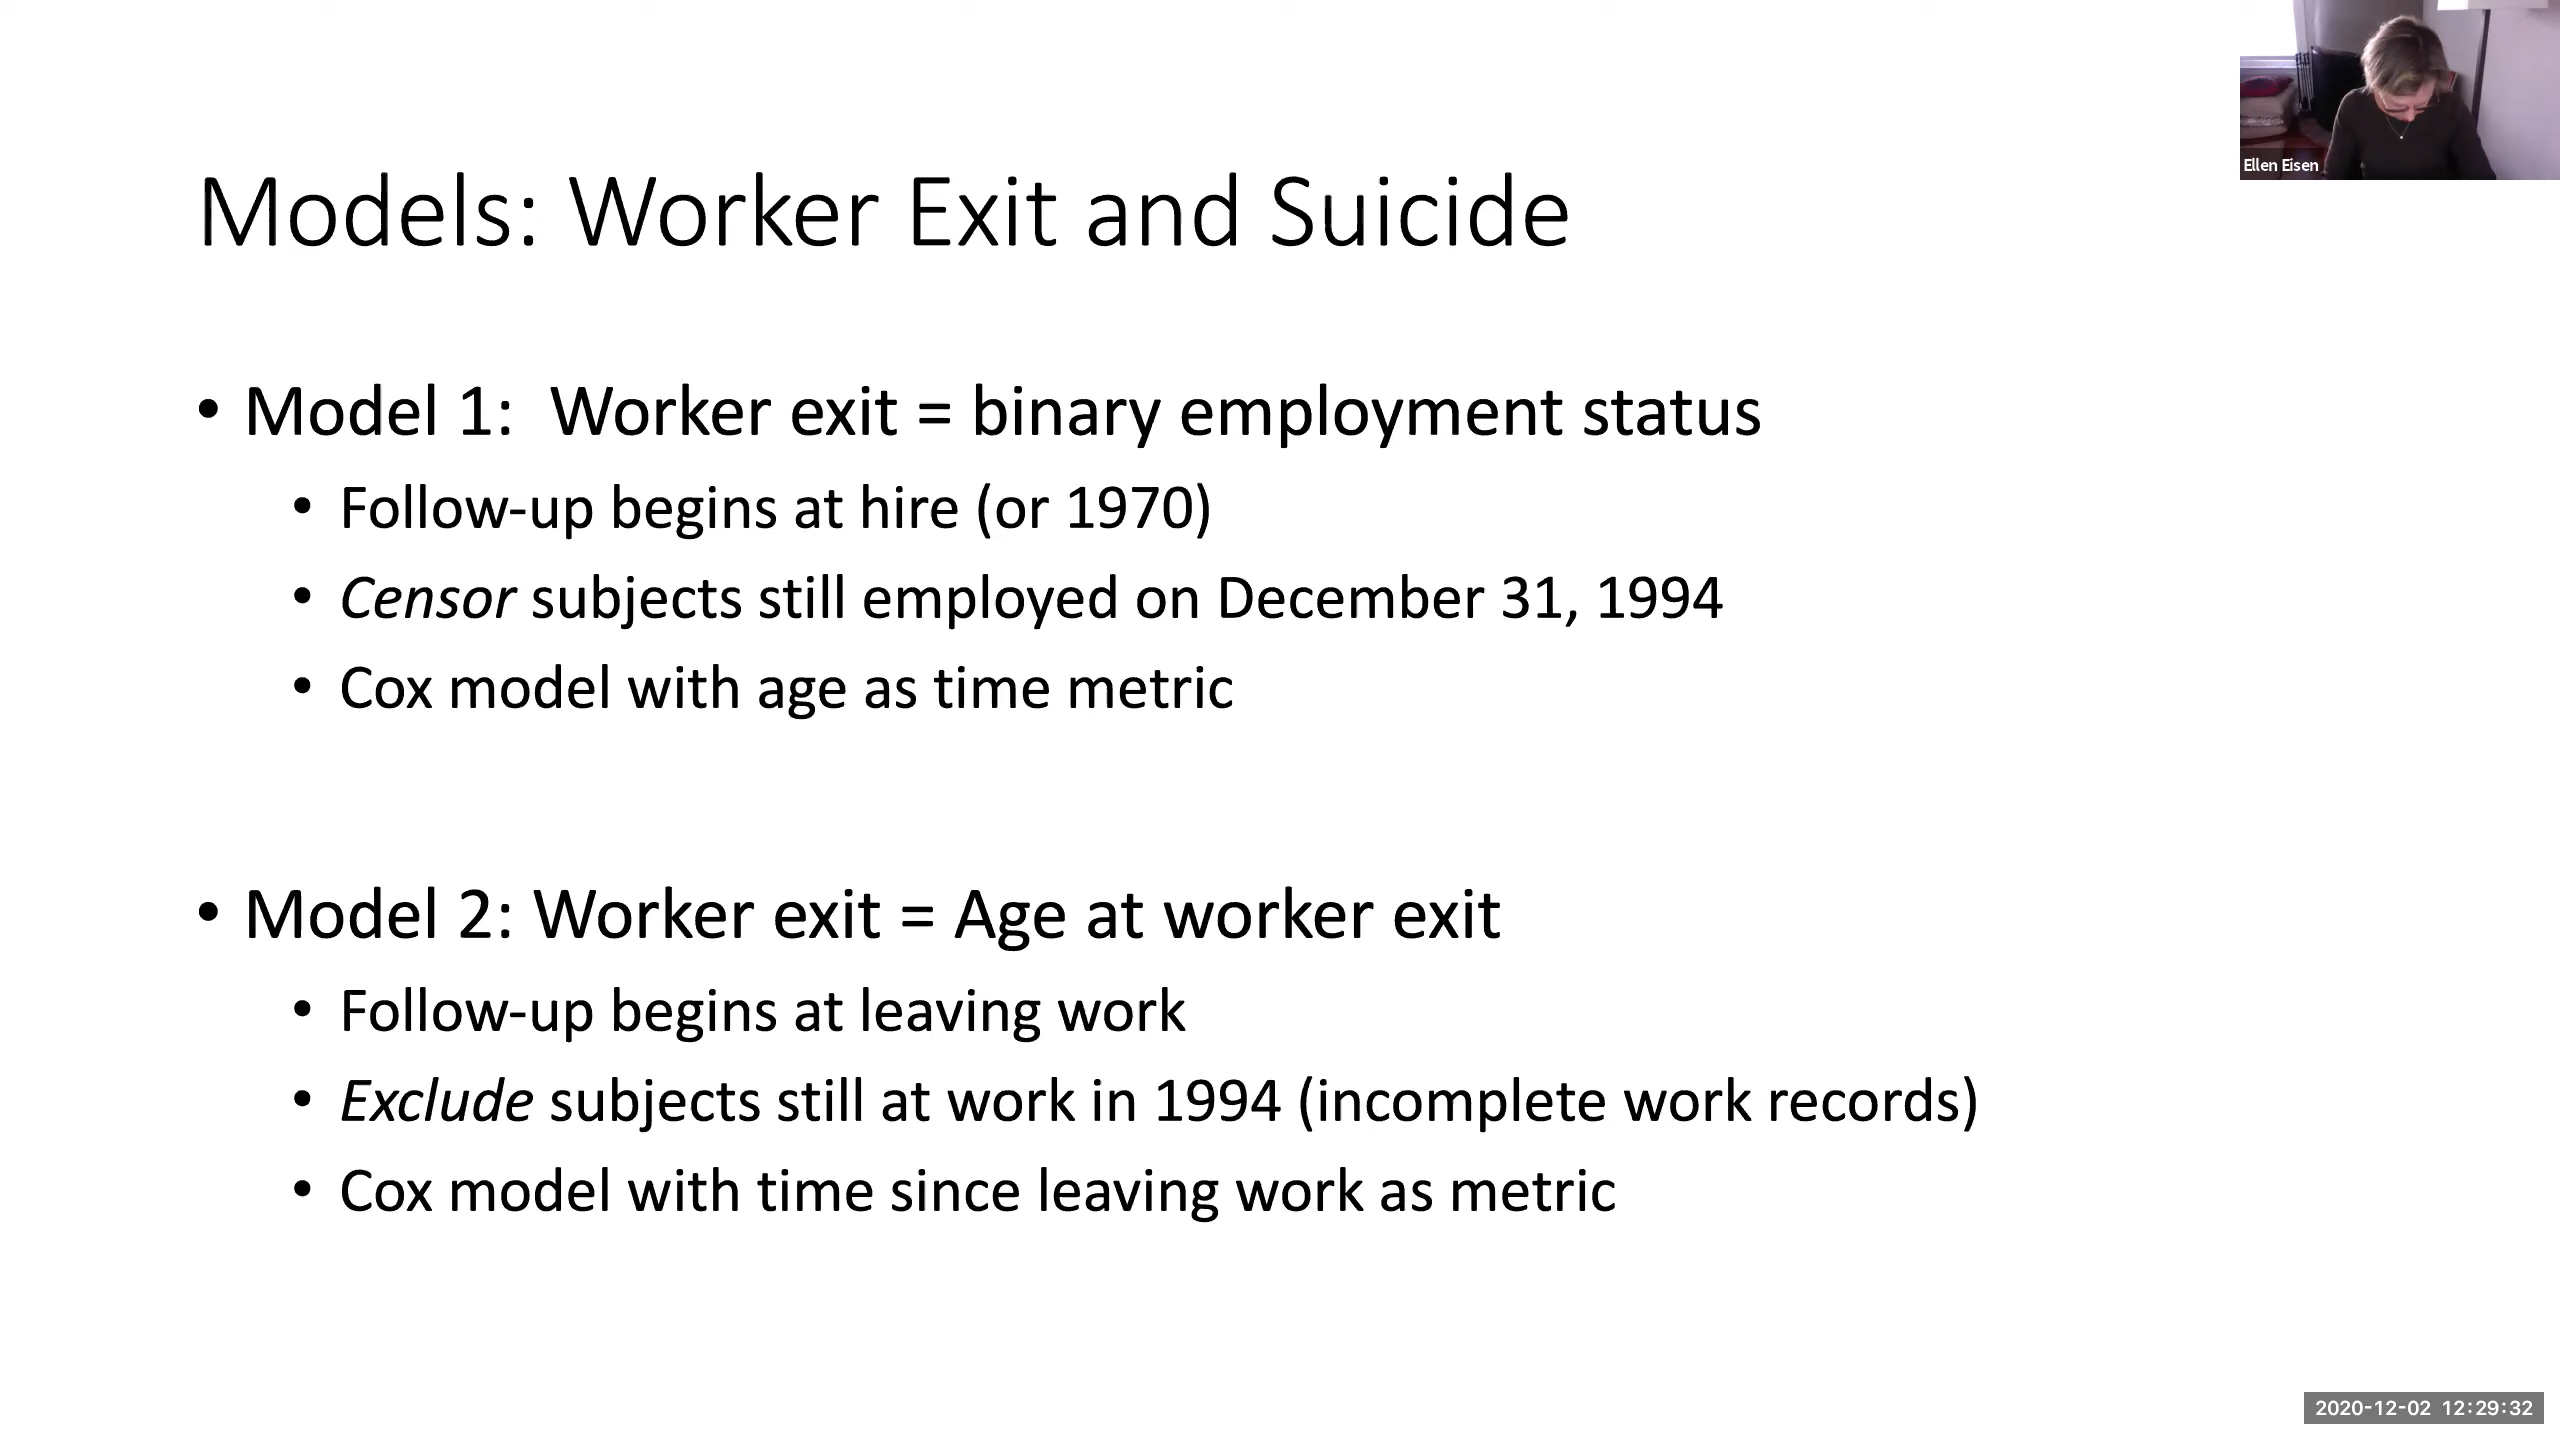 Ellen Eisen
Models: Worker Exit and Suicide
• Model 1:  Worker exit = binary employment status
• Follow-up begins at hire (or 1970)
• Censor subjects still employed on December 31, 1994
• Cox model with age as time metric
• Model 2: Worker exit = Age at worker exit
• Follow-up begins at leaving work
• Exclude subjects still at work in 1994 (incomplete work records)
• Cox model with time since leaving work as metric
2020-12-02 12:29:32